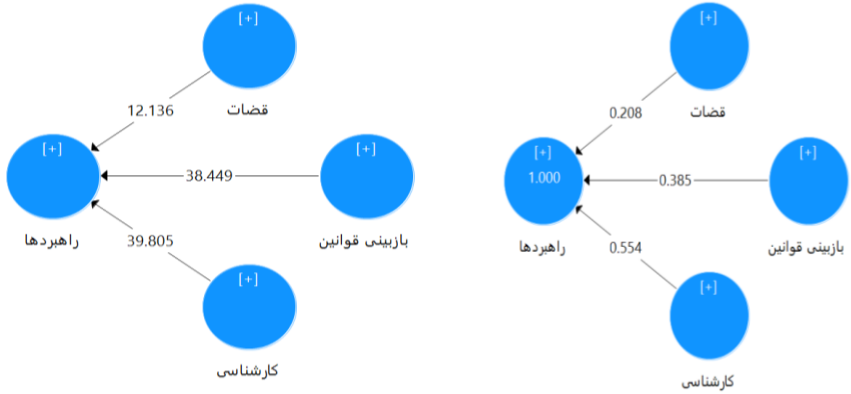 [+]
قضات
12.136
[+]
راهبردها
38.449
[+]
بازبینی قوانین
39.805
[+]
کارشناسی
[+]
قضات
0.208
[+]
1.000
راهبردها
0.385
[+]
بازبینی قوانین
0.554
[+]
کارشناسی